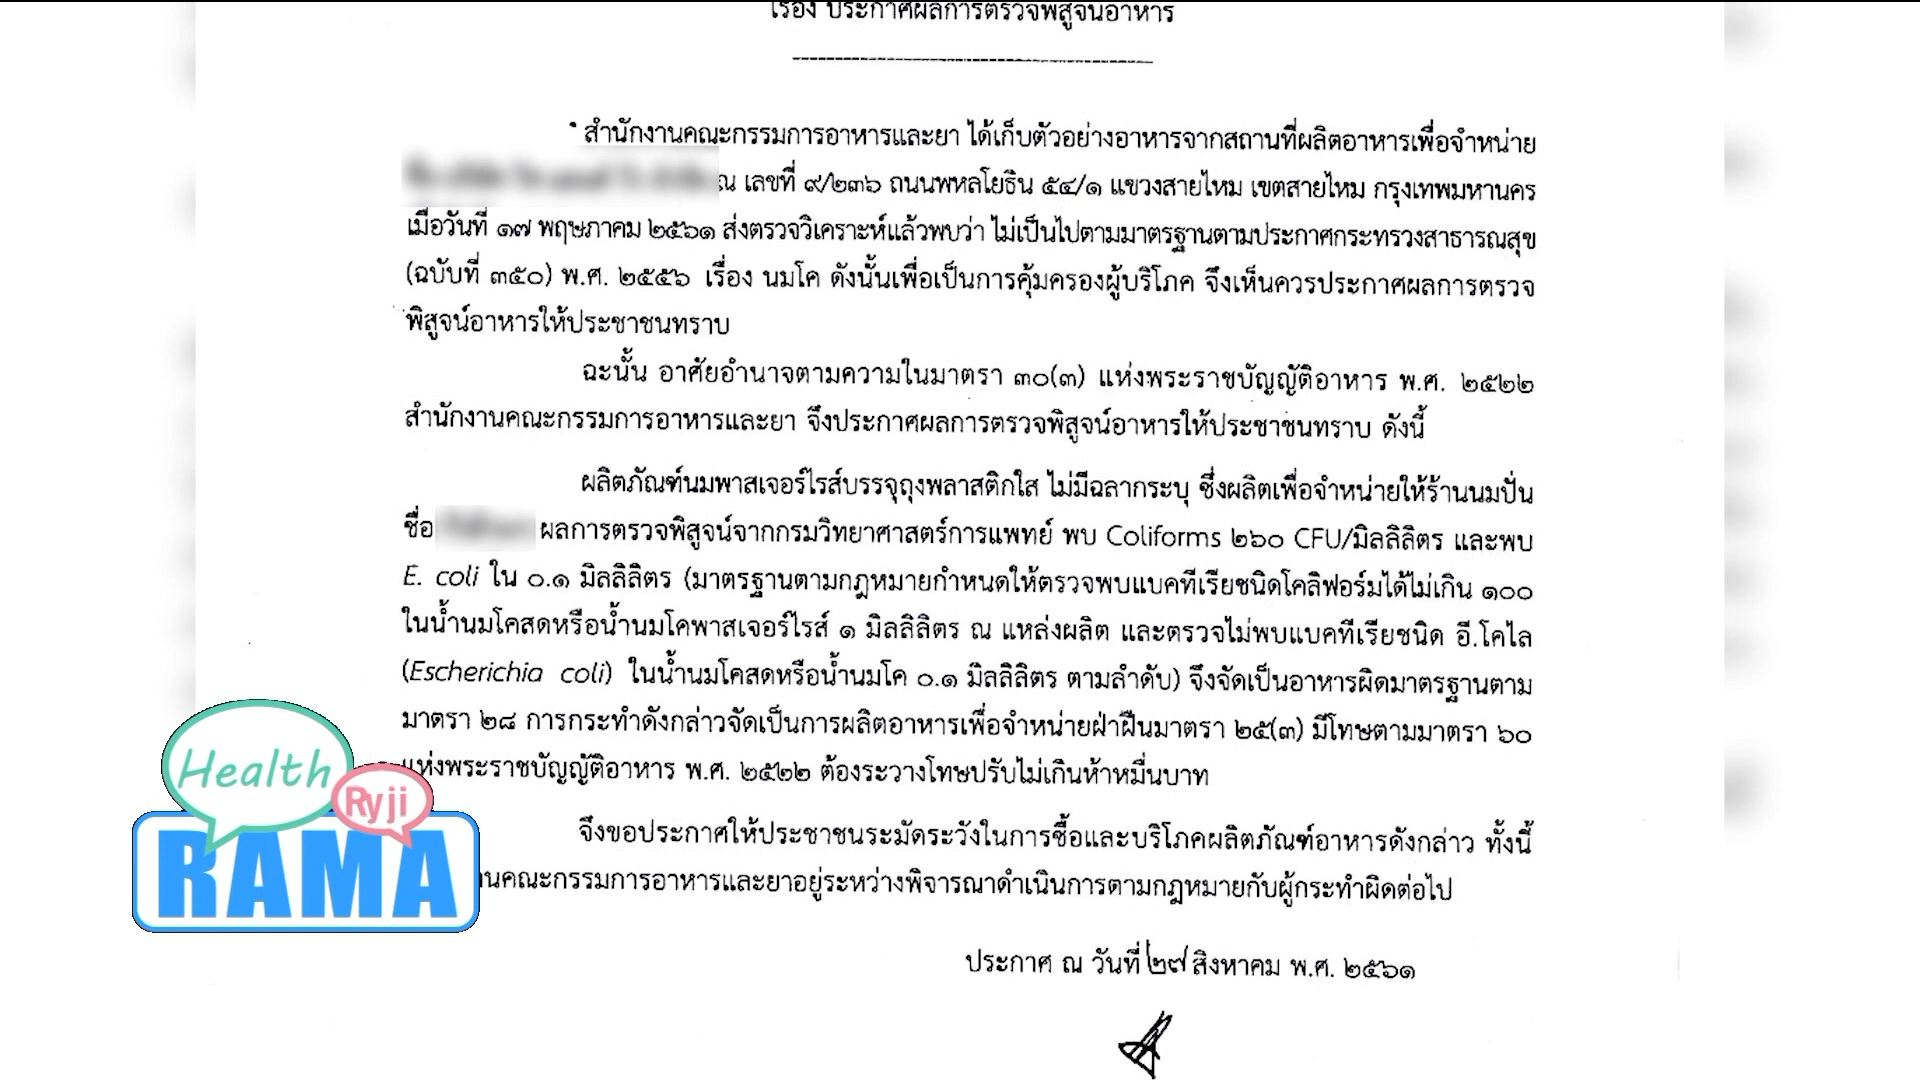 เรื่อง ประกาศผลการตรวจพิสูจน์อาหาร
สำนักงานคณะกรรมการอาหารและยา ได้เก็บตัวอย่างอาหารจากสถานที่ผลิตอาหารเพื่อจำหน่าย
ณ เลขที่ ๙/๒๓๖ ถนนพหลโยธิน ๕๔/๑ แขวงสายไหม เขตสายไหม กรุงเทพมหานคร
เมื่อวันที่ ๑๗ พฤษภาคม ๒๕๖๑ ส่งตรวจวิเคราะห์แล้วพบว่า ไม่เป็นไปตามมาตรฐานตามประกาศกระทรวงสาธารณสุข
(ฉบับที่ ๓๕๐) พ.ศ. ๒๕๕๖ เรื่อง นมโค ดังนั้นเพื่อเป็นการคุ้มครองผู้บริโภค จึงเห็นควรประกาศผลการตรวจ
พิสูจน์อาหารให้ประชาชนทราบ
ฉะนั้น อาศัยอำนาจตามความในมาตรา ๓๐(๓) แห่งพระราชบัญญัติอาหาร พ.ศ. ๒๕๒๒
สำนักงานคณะกรรมการอาหารและยา จึงประกาศผลการตรวจพิสูจน์อาหารให้ประชาชนทราบ ดังนี้
ผลิตภัณฑ์นมพาสเจอร์ไรส์บรรจุถุงพลาสติกใส ไม่มีฉลากระบุ ซึ่งผลิตเพื่อจำหน่ายให้ร้านนมปั่น
ชื่อ ผลการตรวจพิสูจน์จากกรมวิทยาศาสตร์การแพทย์ พบ Coliforms ๒๖๐ CFU/มิลลิลิตร และพบ
E. coli ใน ๐.๑ มิลลิลิตร (มาตรฐานตามกฎหมายกำหนดให้ตรวจพบแบคทีเรียชนิดโคลิฟอร์มได้ไม่เกิน ๑๐๐
ในน้ำนมโคสดหรือน้ำนมโคพาสเจอร์ไรส์ ๑ มิลลิลิตร ณ แหล่งผลิต และตรวจไม่พบแบคทีเรียชนิด อี.โคไล
(Escherichia coli) ในน้ำนมโคสดหรือน้ำนมโค ๐.๑ มิลลิลิตร ตามลำดับ) จึงจัดเป็นอาหารผิดมาตรฐานตาม
มาตรา ๒๘ การกระทำดังกล่าวจัดเป็นการผลิตอาหารเพื่อจำหน่ายฝ่าฝืนมาตรา ๒๕(๓) มีโทษตามมาตรา ๖๐
แห่งพระราชบัญญัติอาหาร พ.ศ. ๒๕๒๒ ต้องระวางโทษปรับไม่เกินห้าหมื่นบาท
จึงขอประกาศให้ประชาชนระมัดระวังในการซื้อและบริโภคผลิตภัณฑ์อาหารดังกล่าว ทั้งนี้
านคณะกรรมการอาหารและยาอยู่ระหว่างพิจารณาดำเนินการตามกฎหมายกับผู้กระทำผิดต่อไป
ประกาศ ณ วันที่ ๒๗ สิงหาคม พ.ศ. ๒๕๖๑
Health
Ryji
RAMA